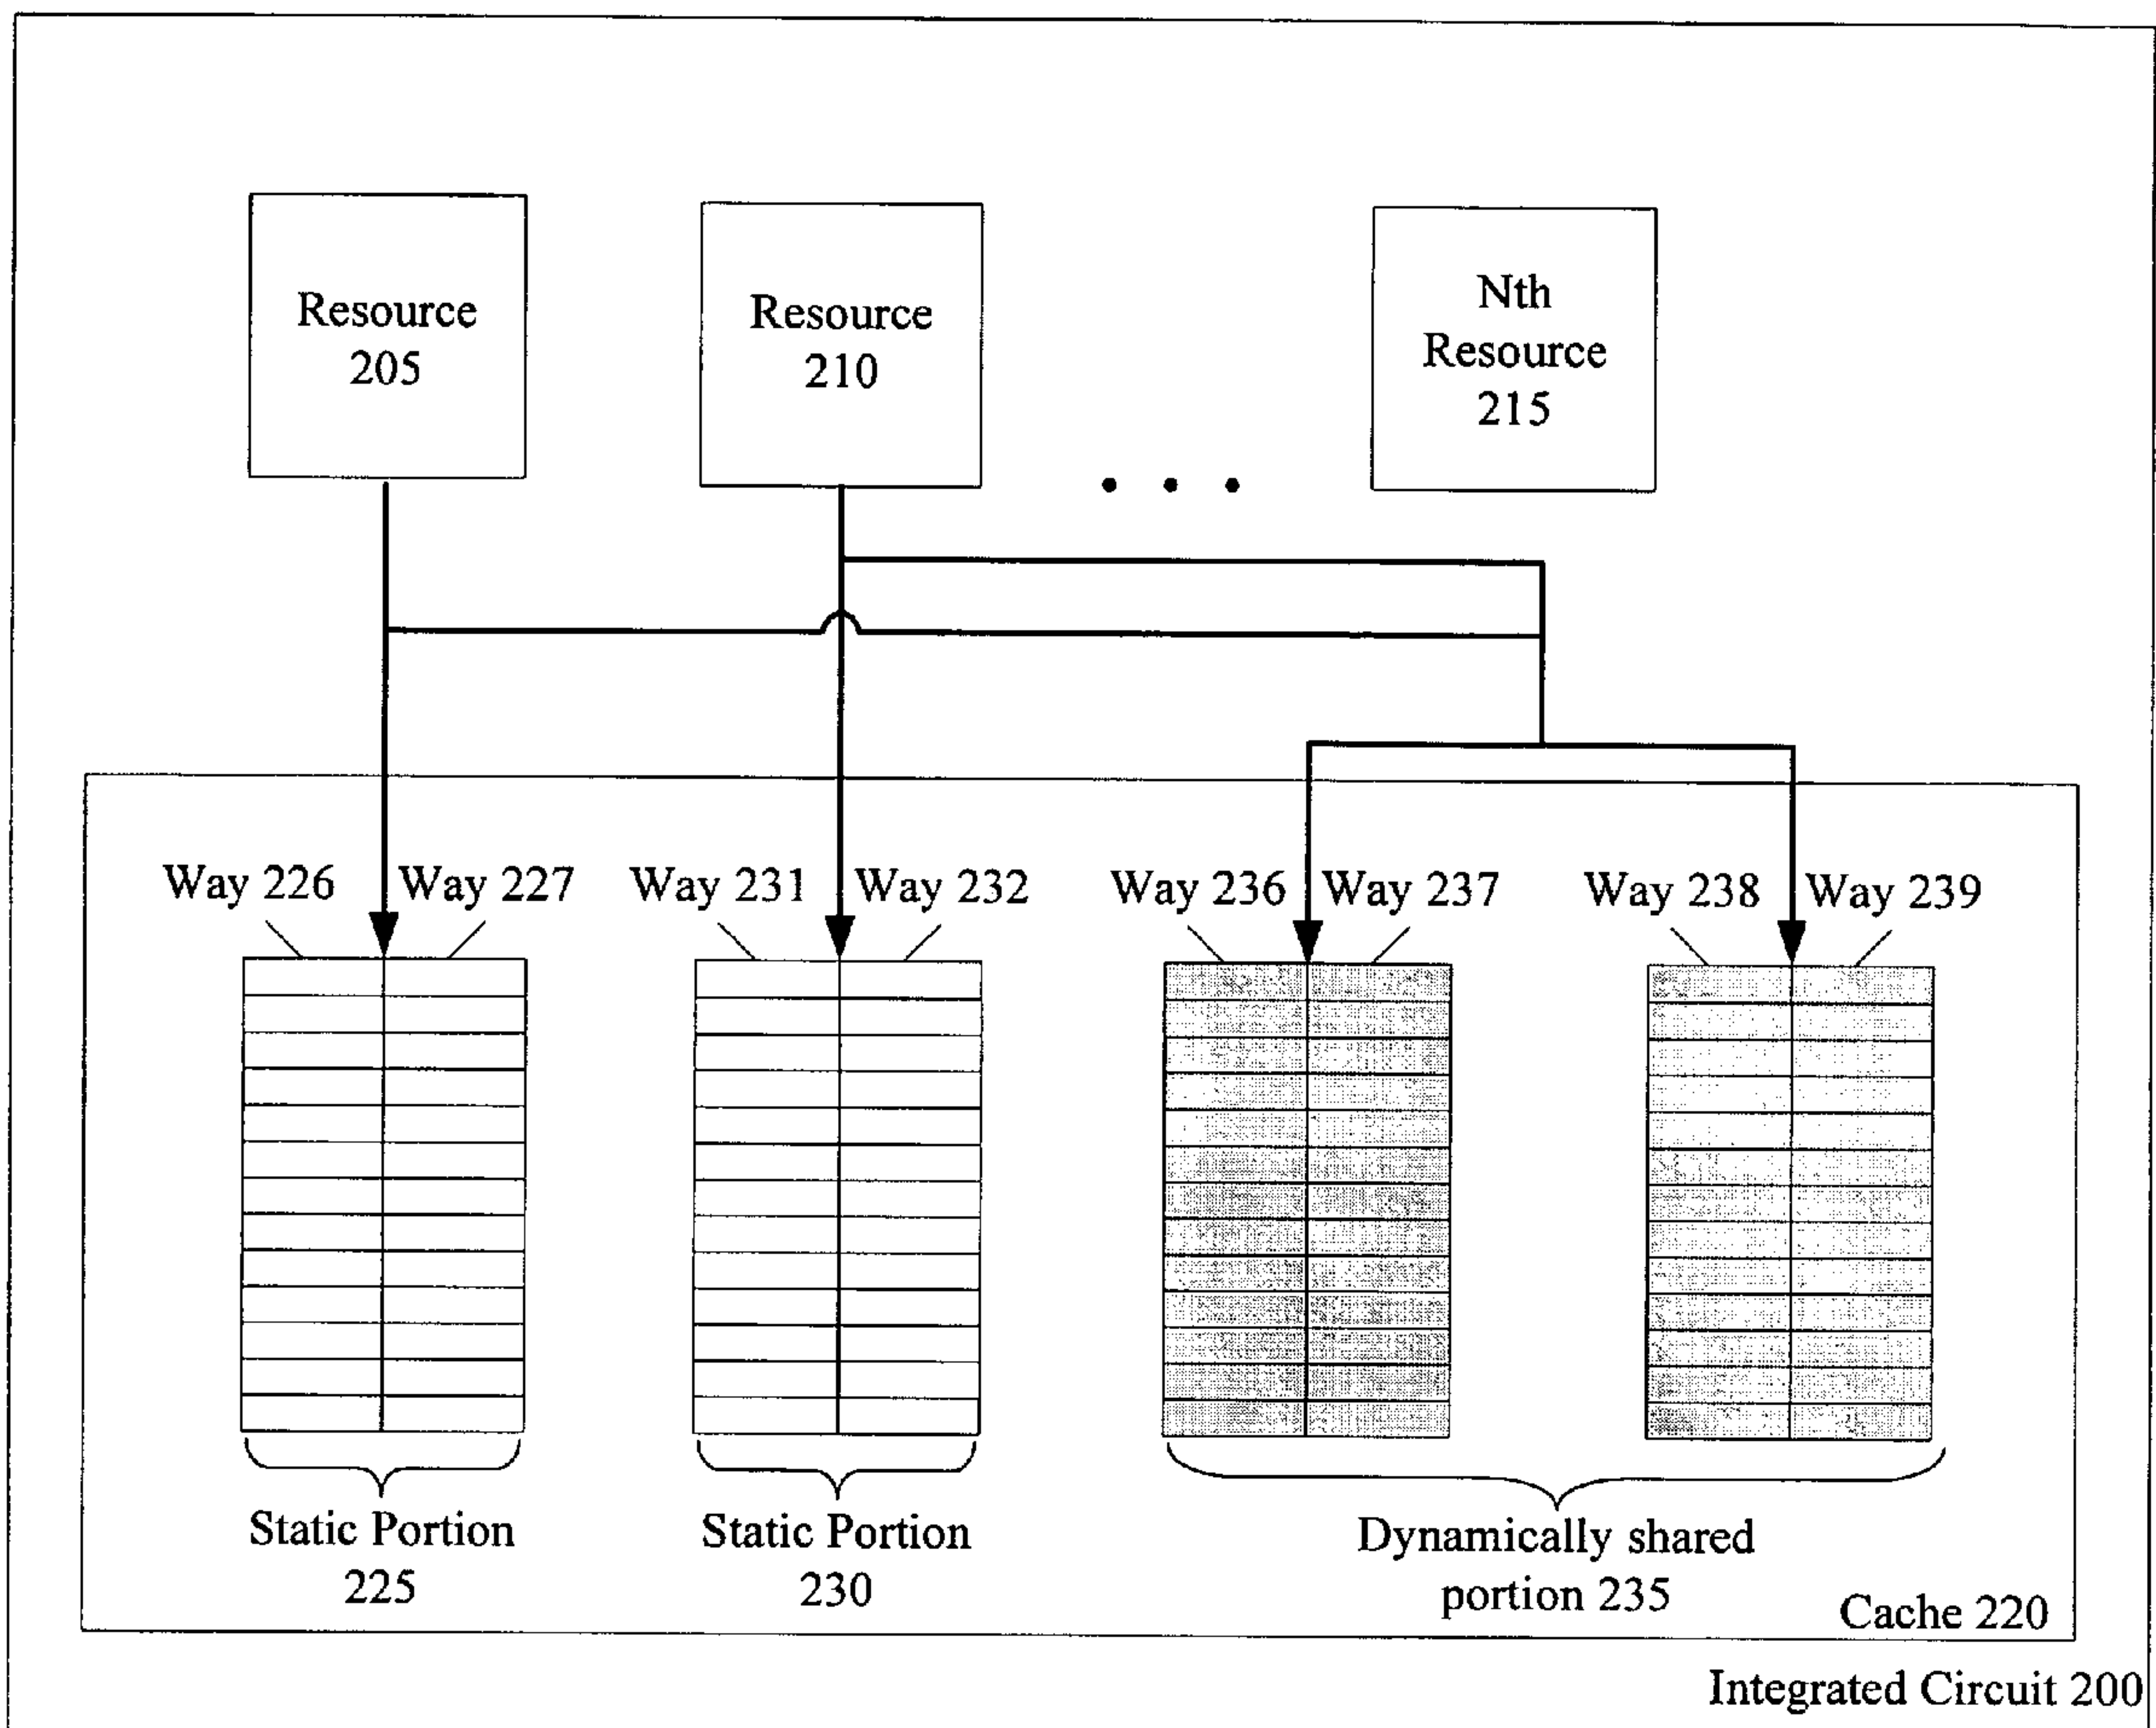 Resource
205
Resource
210
Nth
Resource
215
Way 226
Way 227
Way 231
Way 232
Way 236
Way 237
Way 238
Way 239
Static Portion
225
Static Portion
230
Dynamically shared
portion 235
Cache 220
Integrated Circuit 200